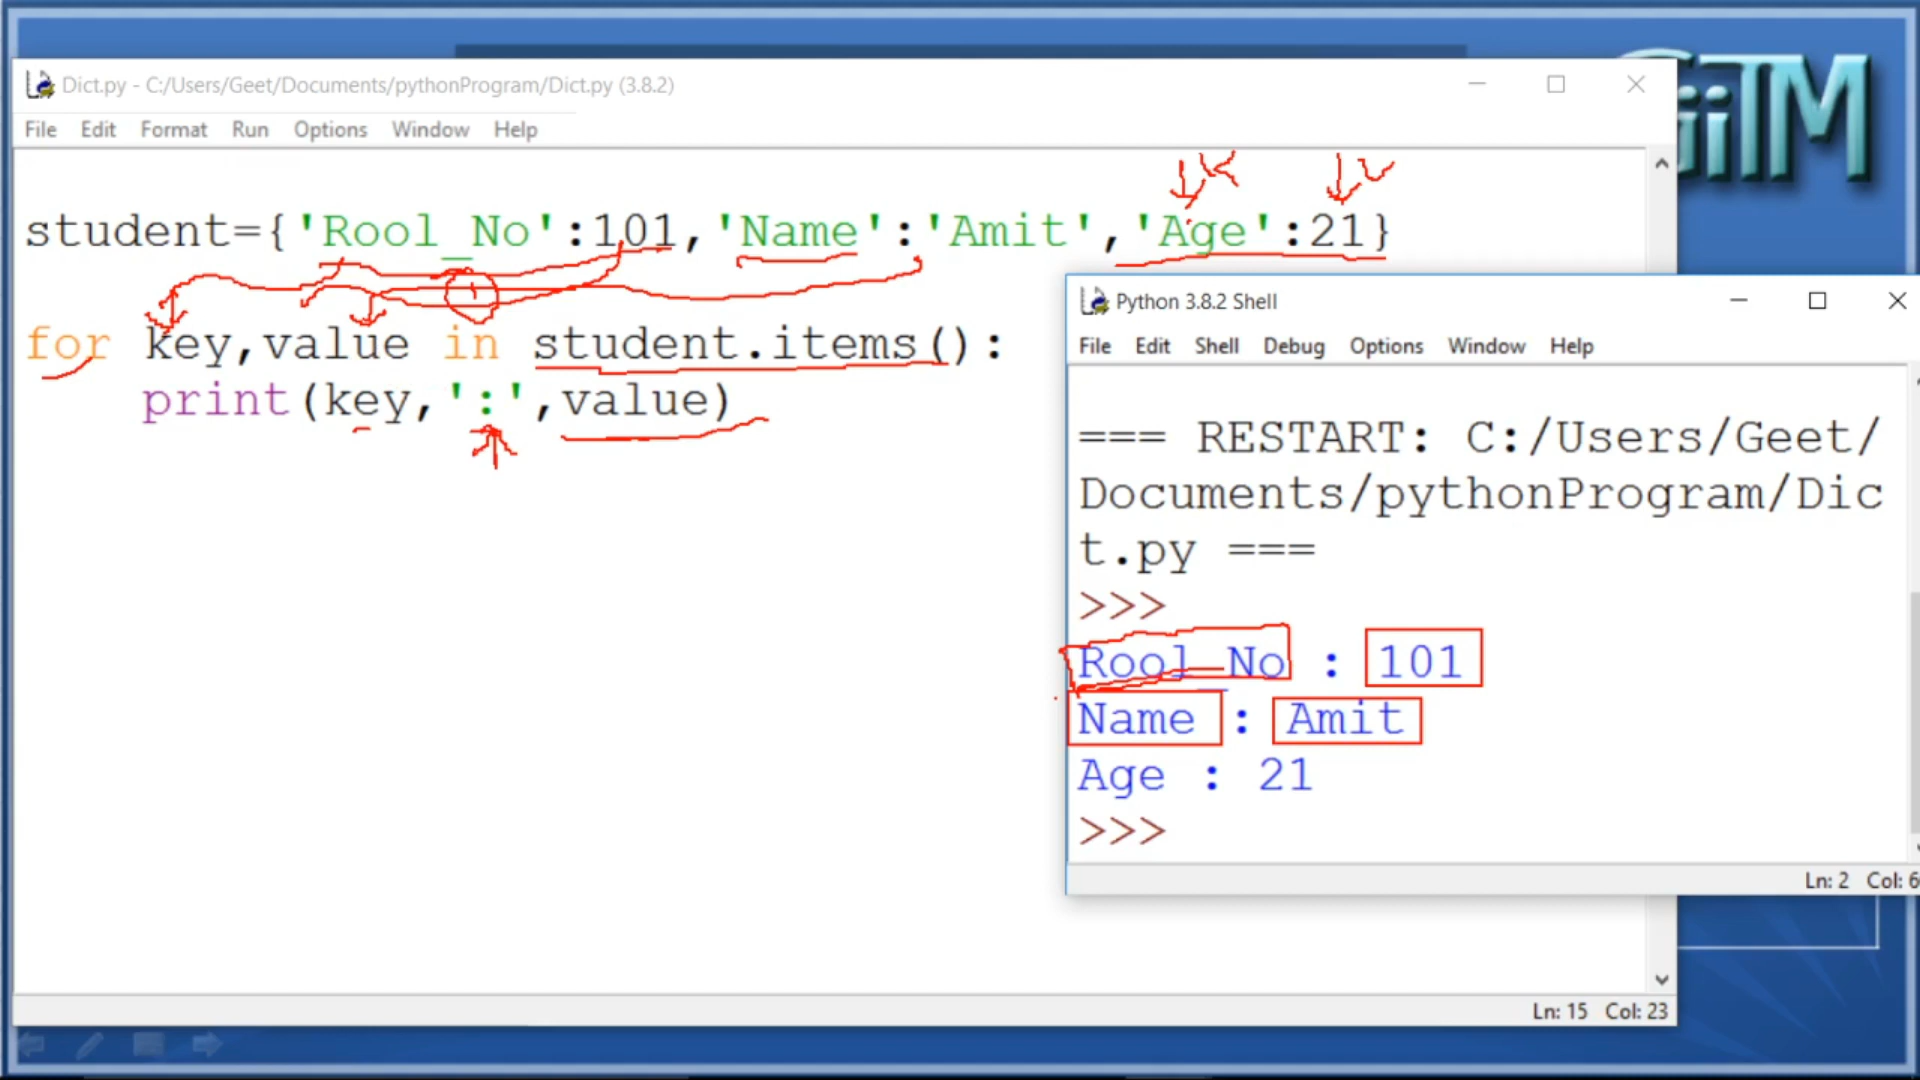 Dict.py - C:/Users/Geet/Documents/pythonProgram/Dict.py (3.8.2)
File Edit Format Run Options Window Help
K V
student={'Rool_No':101,'Name':'Amit','Age':21}
for key,value in student.items():
print(key,':',value)
Python 3.8.2 Shell
File Edit Shell Debug Options Window Help
=== RESTART: C:/Users/Geet/
Documents/pythonProgram/Dic
t.py ===
>>>
Rool_No : 101
Name : Amit
Age : 21
>>>
Ln: 2 Col: 6
Ln: 15 Col: 23
GiiTM